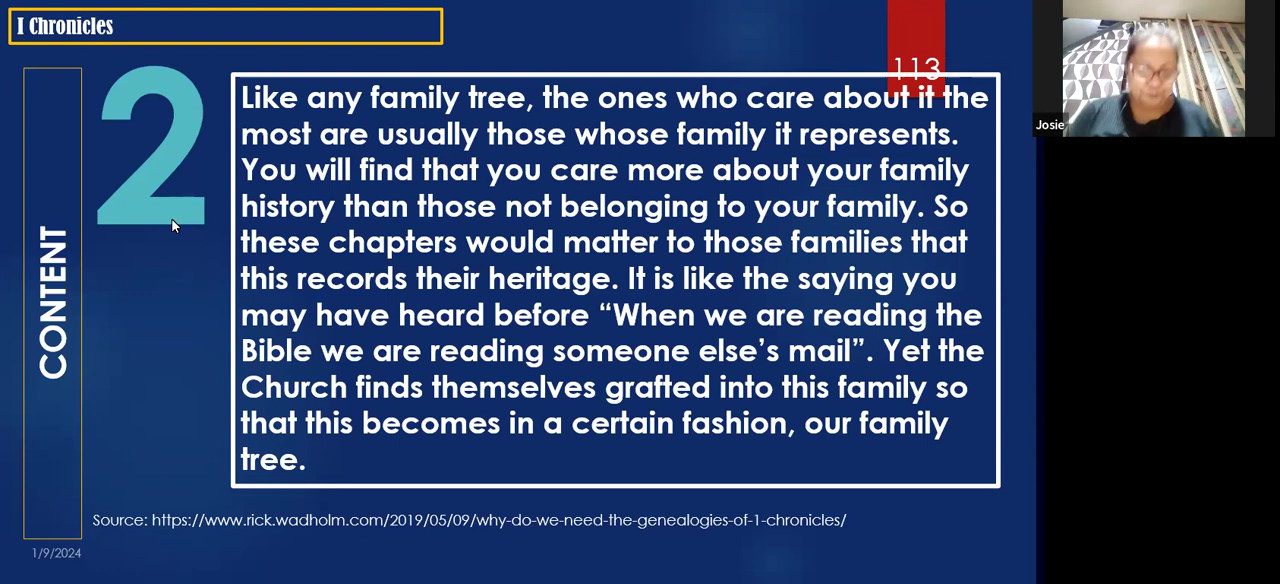 I Chronicles
113
2
CONTENT
Like any family tree, the ones who care about it the
most are usually those whose family it represents.
You will find that you care more about your family
history than those not belonging to your family. So
these chapters would matter to those families that
this records their heritage. It is like the saying you
may have heard before “When we are reading the
Bible we are reading someone else’s mail”. Yet the
Church finds themselves grafted into this family so
that this becomes in a certain fashion, our family
tree.
Source: https://www.rick.wadholm.com/2019/05/09/why-do-we-need-the-genealogies-of-1-chronicles/
1/9/2024
Josie